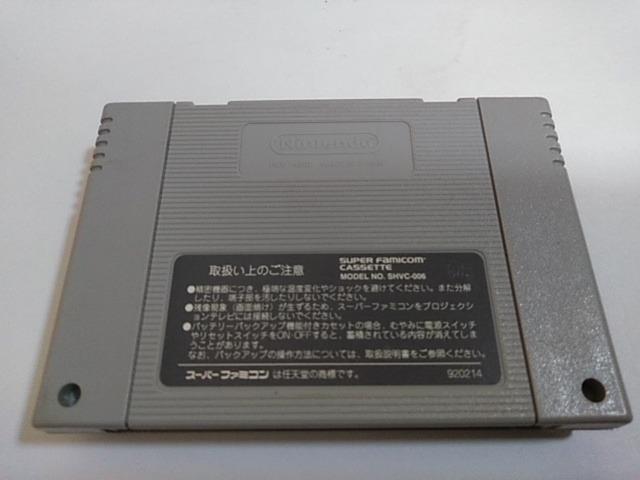 Nintendo
取扱い上のご注意
SUPER FAMICOM
CASSETTE
MODEL NO. SHVC-006
●精密機器につき、極端な温度変化やショックを避けてください。また分解
したり、端子部を汚したりしないでください。
●残像現象（画面焼け）が生ずるため、スーパーファミコンをプロジェクシ
ョンテレビには接続しないでください。
●バッテリーバックアップ機能付きカセットの場合、むやみに電源スイッチ
やリセットスイッチをON・OFFすると、蓄積されている内容が消えてしま
うことがあります。
なお、バックアップの操作方法については、取扱説明書をご参照ください。
スーパーファミコンは任天堂の商標です。
920214